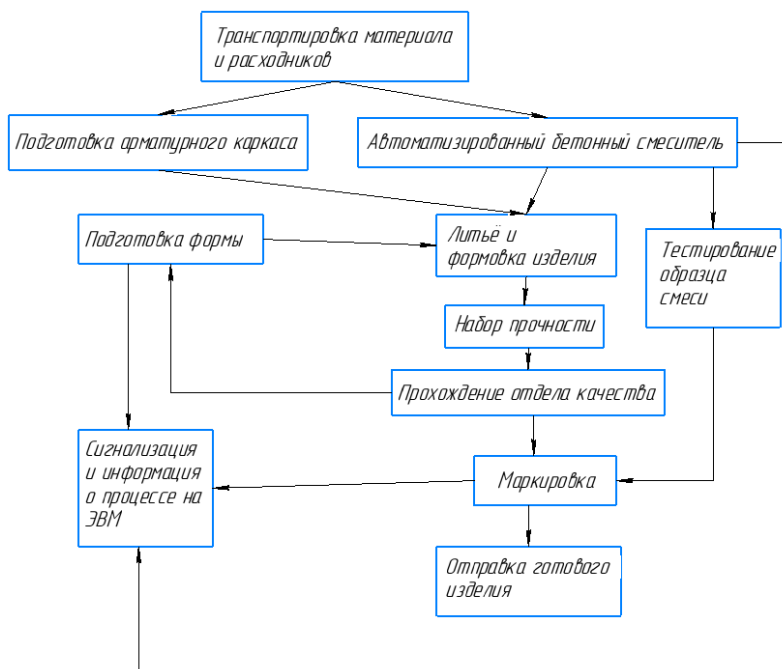 Транспортировка материала
и расходников
Подготовка арматурного каркаса
Автоматизированный бетонный смеситель
Подготовка формы
Литьё и
формовка изделия
Тестирование
образца
смеси
Набор прочности
Прохождение отдела качества
Сигнализация
и информация
о процессе на
ЭВМ
Маркировка
Отправка готового
изделия